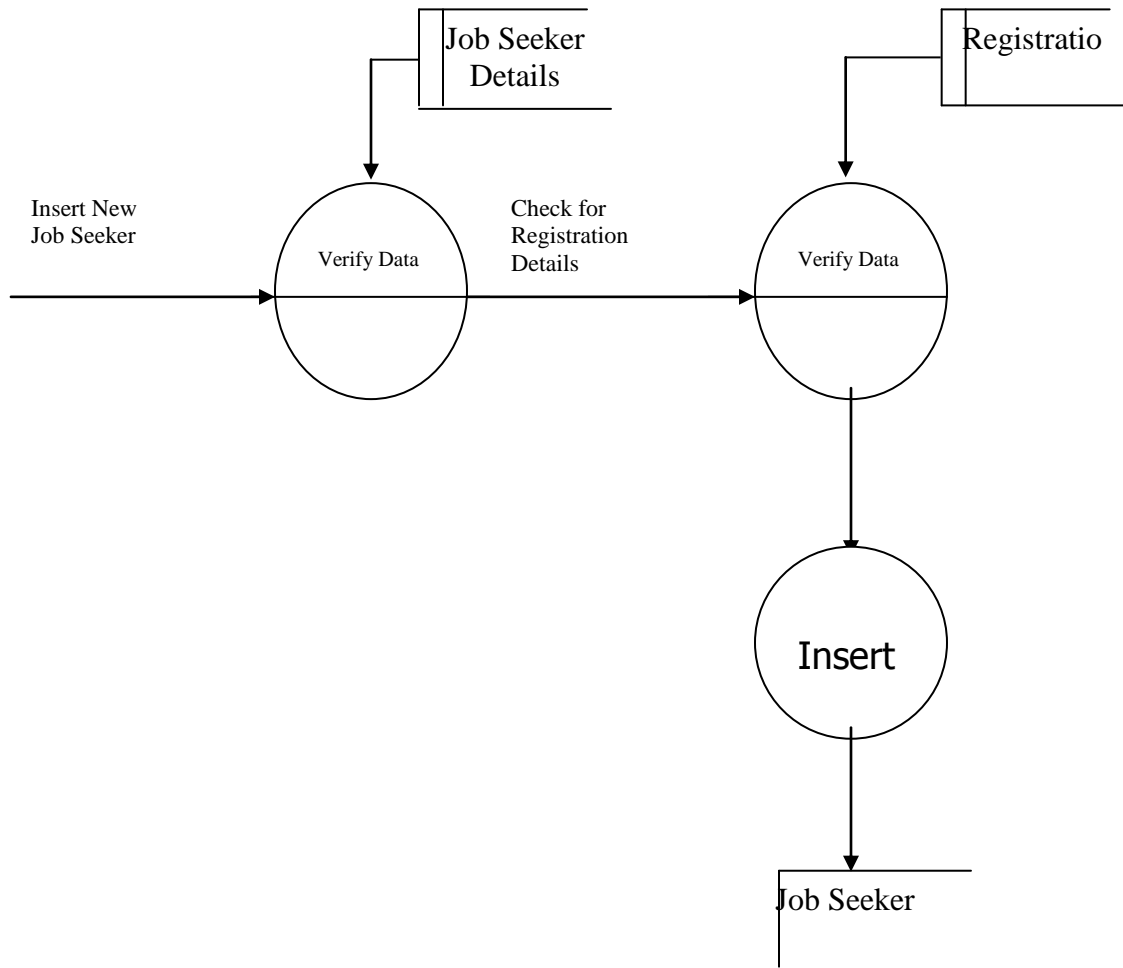 Job Seeker
Details
Registratio
Insert New
Job Seeker
Verify Data
Check for
Registration
Details
Verify Data
Insert
Job Seeker